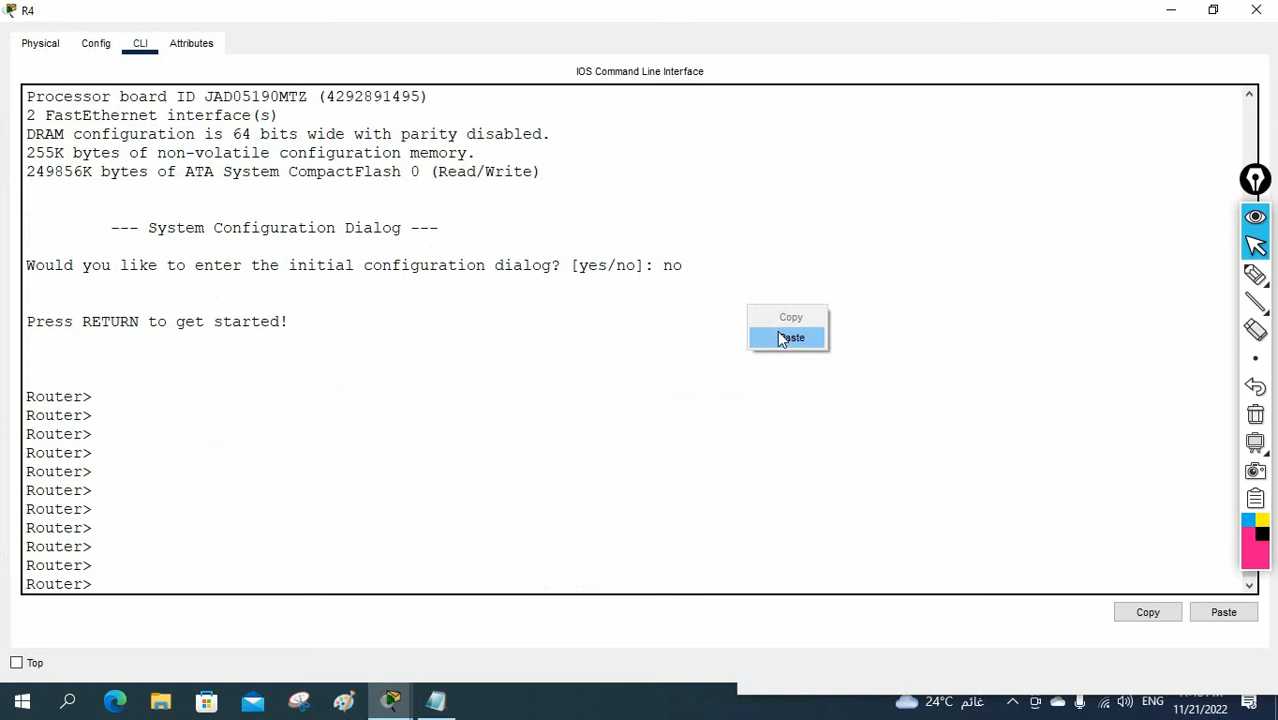 R4
Physical
Config
CLI
Attributes
IOS Command Line Interface
Processor board ID JAD05190MTZ (4292891495)
2 FastEthernet interface(s)
DRAM configuration is 64 bits wide with parity disabled.
255K bytes of non-volatile configuration memory.
249856K bytes of ATA System CompactFlash 0 (Read/Write)
--- System Configuration Dialog ---
Would you like to enter the initial configuration dialog? [yes/no]: no
Copy
Press RETURN to get started!
Router>
Router>
Router>
Router>
Router>
Router>
Router>
Router>
Router>
Router>
Router>
Copy
Paste
Top
24°C غائم
ENG
11/21/2022